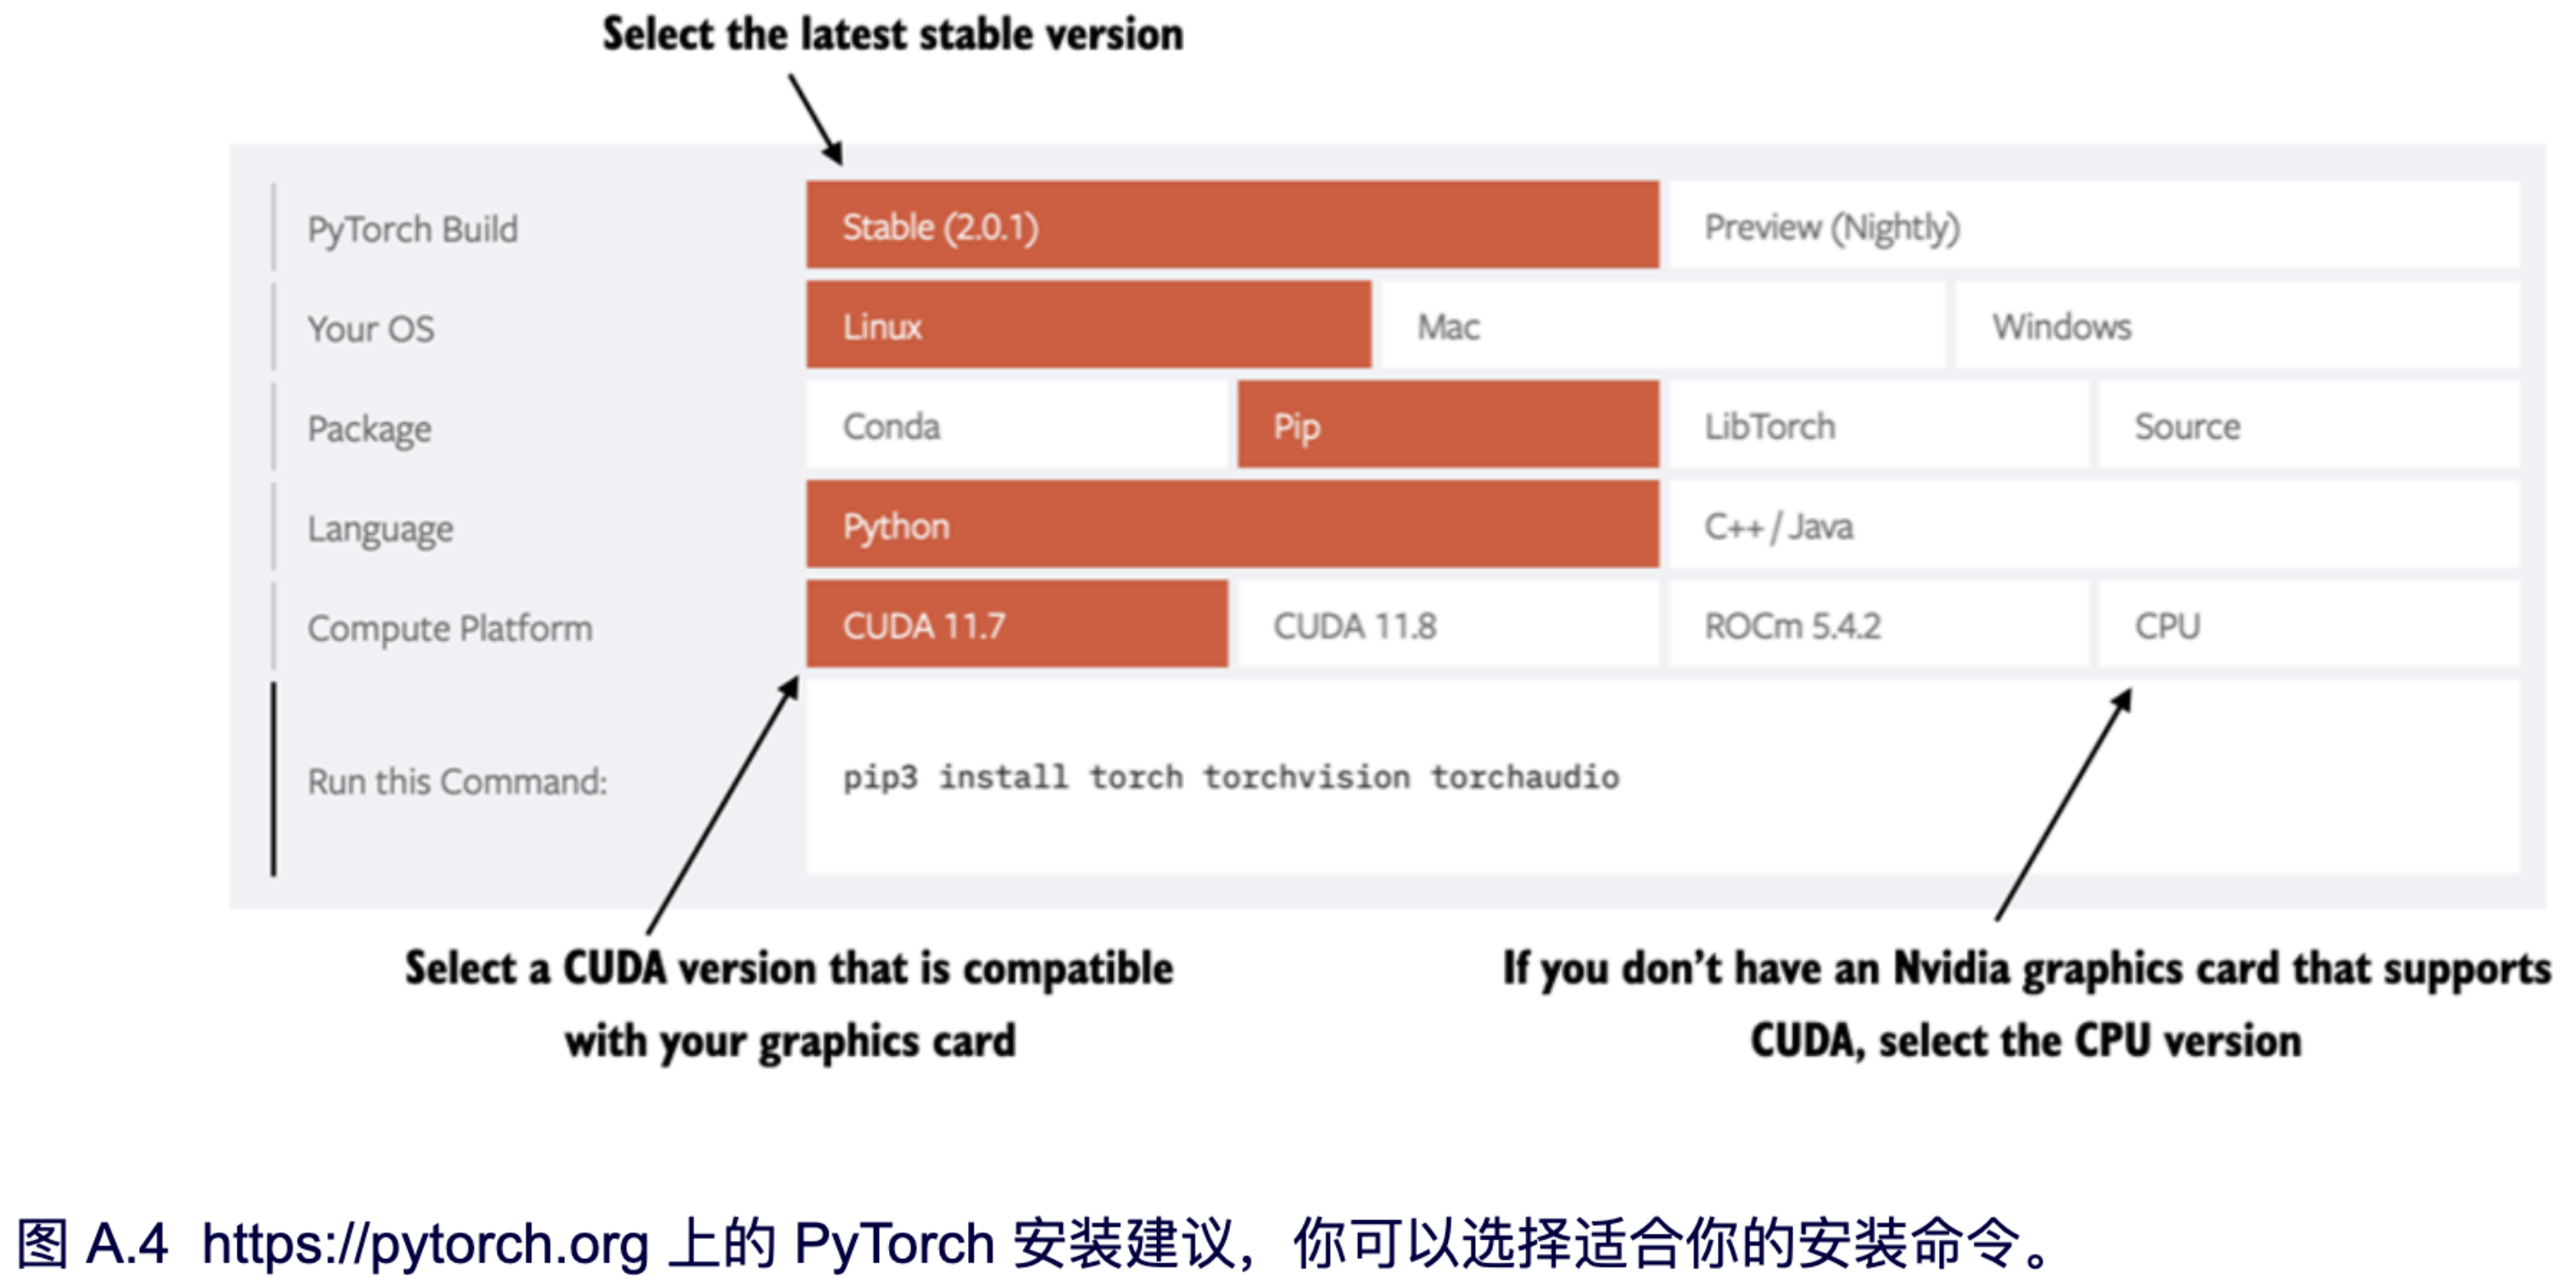 Select the latest stable version
PyTorch Build Stable (2.0.1) Preview (Nightly)
Your OS Linux Mac Windows
Package Conda Pip LibTorch Source
Language Python C++ / Java
Compute Platform CUDA 11.7 CUDA 11.8 ROCm 5.4.2 CPU
Run this Command: pip3 install torch torchvision torchaudio
Select a CUDA version that is compatible
with your graphics card
If you don’t have an Nvidia graphics card that supports
CUDA, select the CPU version
图 A.4 https://pytorch.org 上的 PyTorch 安装建议，你可以选择适合你的安装命令。